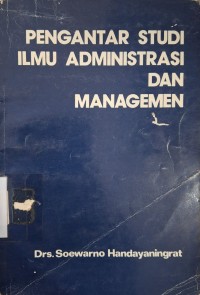 PENGANTAR STUDI
ILMU ADMINISTRASI
DAN
MANAGEMEN
Drs. Soewarno Handayaningrat